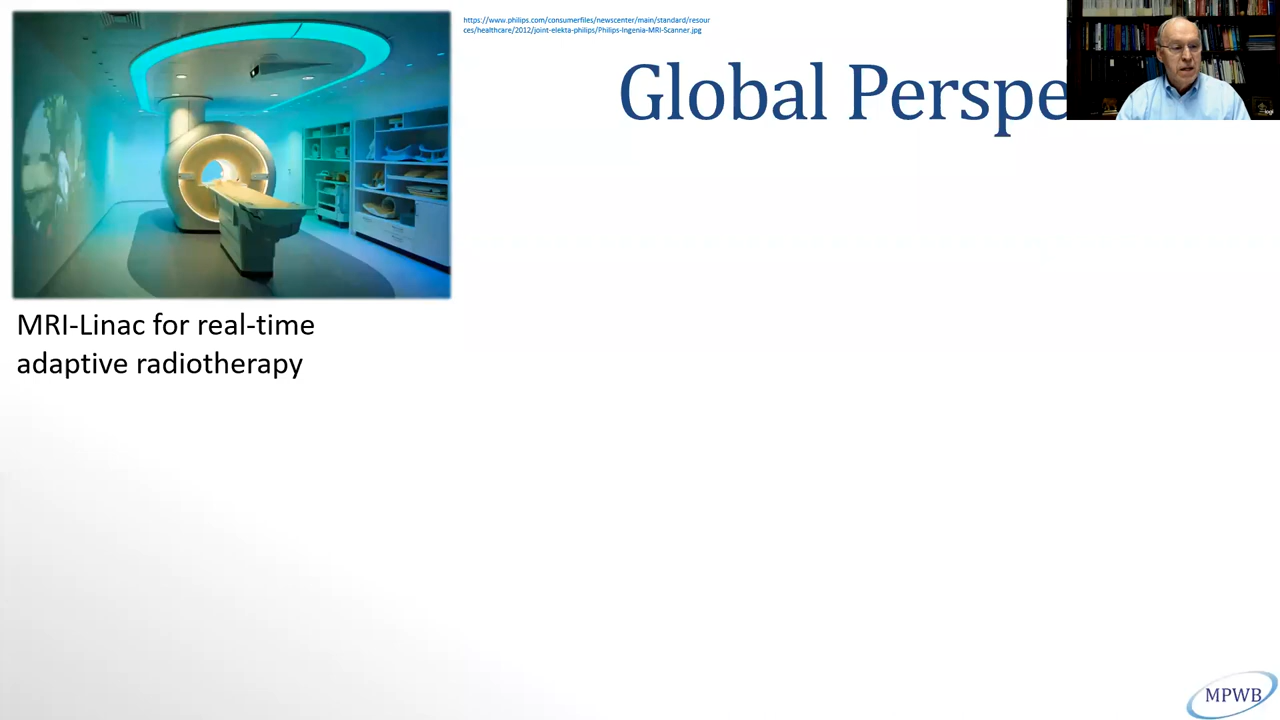 https://www.philips.com/consumerfiles/newscenter/main/standard/resour
ces/healthcare/2012/joint-elekta-philips/Philips-Ingenia-MRI-Scanner.jpg
Global Perspe
MRI-Linac for real-time
adaptive radiotherapy
MPWB